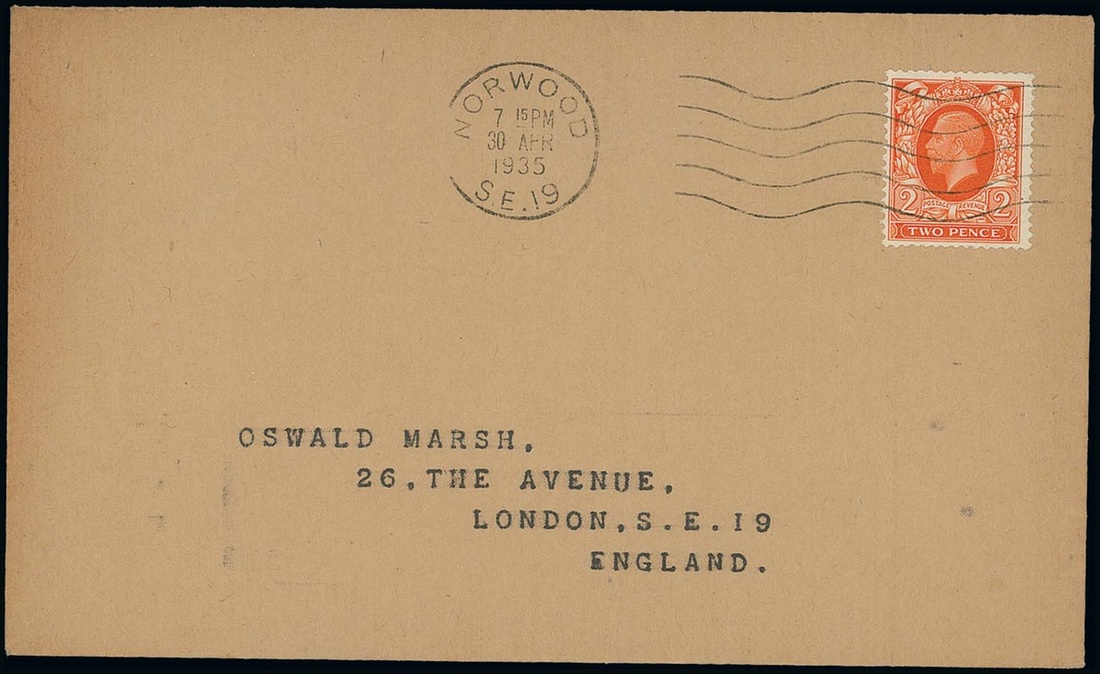 NORWOOD
7 15PM
30 APR
1935
S.E.19
2 POSTAGE REVENUE 2
TWO PENCE
OSWALD MARSH.
26, THE AVENUE.
LONDON, S.E.19
ENGLAND.